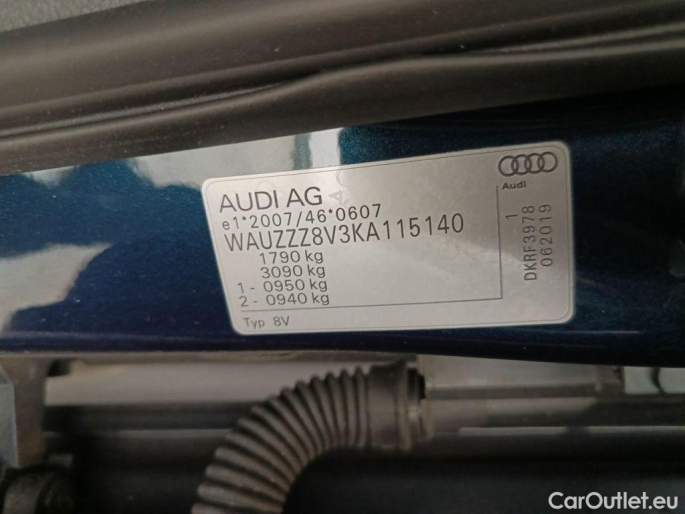 AUDI AG
Audi
e1*2007/46*0607
WAUZZZ8V3KA115140
1790 kg
3090 kg
1 - 0950 kg
2 - 0940 kg
Typ 8V
1
DKRF3978
062019
CarOutlet.eu